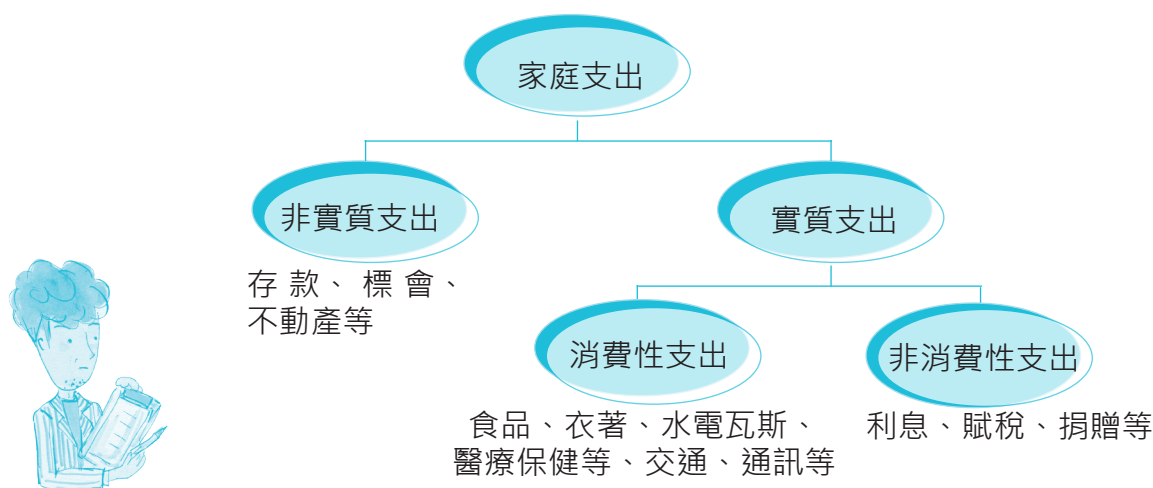 家庭支出
非實質支出
實質支出
存款、標會、
不動產等
消費性支出
非消費性支出
食品、衣著、水電瓦斯、
醫療保健等、交通、通訊等
利息、賦稅、捐贈等